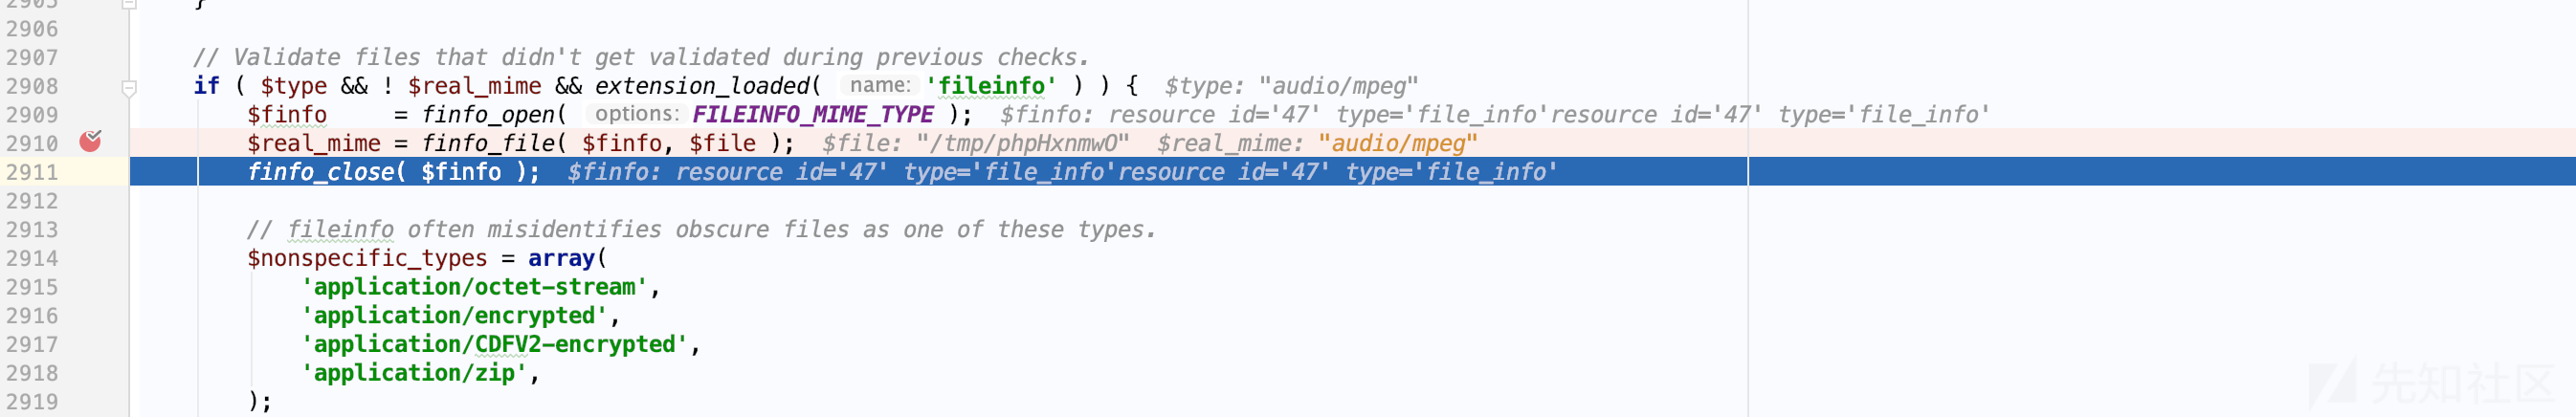 2905 }
2906
2907 // Validate files that didn't get validated during previous checks.
2908 if ( $type && ! $real_mime && extension_loaded( name: 'fileinfo' ) ) { $type: "audio/mpeg"
2909 $finfo = finfo_open( options: FILEINFO_MIME_TYPE ); $finfo: resource id='47' type='file_info'resource id='47' type='file_info'
2910 $real_mime = finfo_file( $finfo, $file ); $file: "/tmp/phpHxnmwO" $real_mime: "audio/mpeg"
2911 finfo_close( $finfo ); $finfo: resource id='47' type='file_info'resource id='47' type='file_info'
2912
2913 // fileinfo often misidentifies obscure files as one of these types.
2914 $nonspecific_types = array(
2915 'application/octet-stream',
2916 'application/encrypted',
2917 'application/CDFV2-encrypted',
2918 'application/zip',
2919 );
先知社区